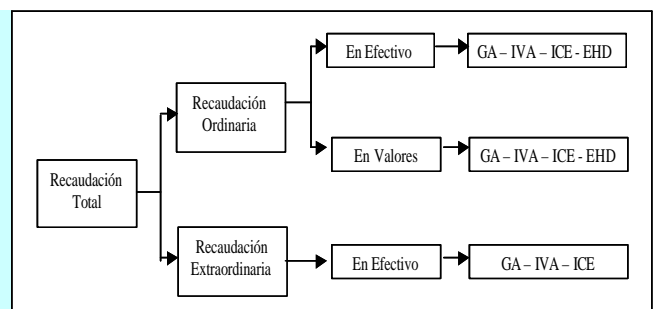 En Efectivo
GA – IVA – ICE - EHD
Recaudación
Ordinaria
En Valores
GA – IVA – ICE - EHD
Recaudación
Total
Recaudación
Extraordinaria
En Efectivo
GA – IVA – ICE